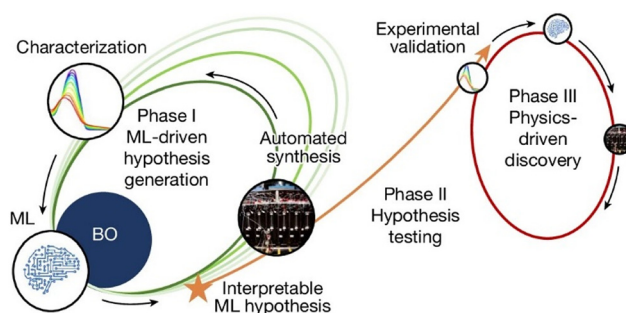 Characterization
Phase I
ML-driven
hypothesis
generation
Automated
synthesis
ML
BO
Interpretable
ML hypothesis
Experimental
validation
Phase II
Hypothesis
testing
Phase III
Physics-
driven
discovery